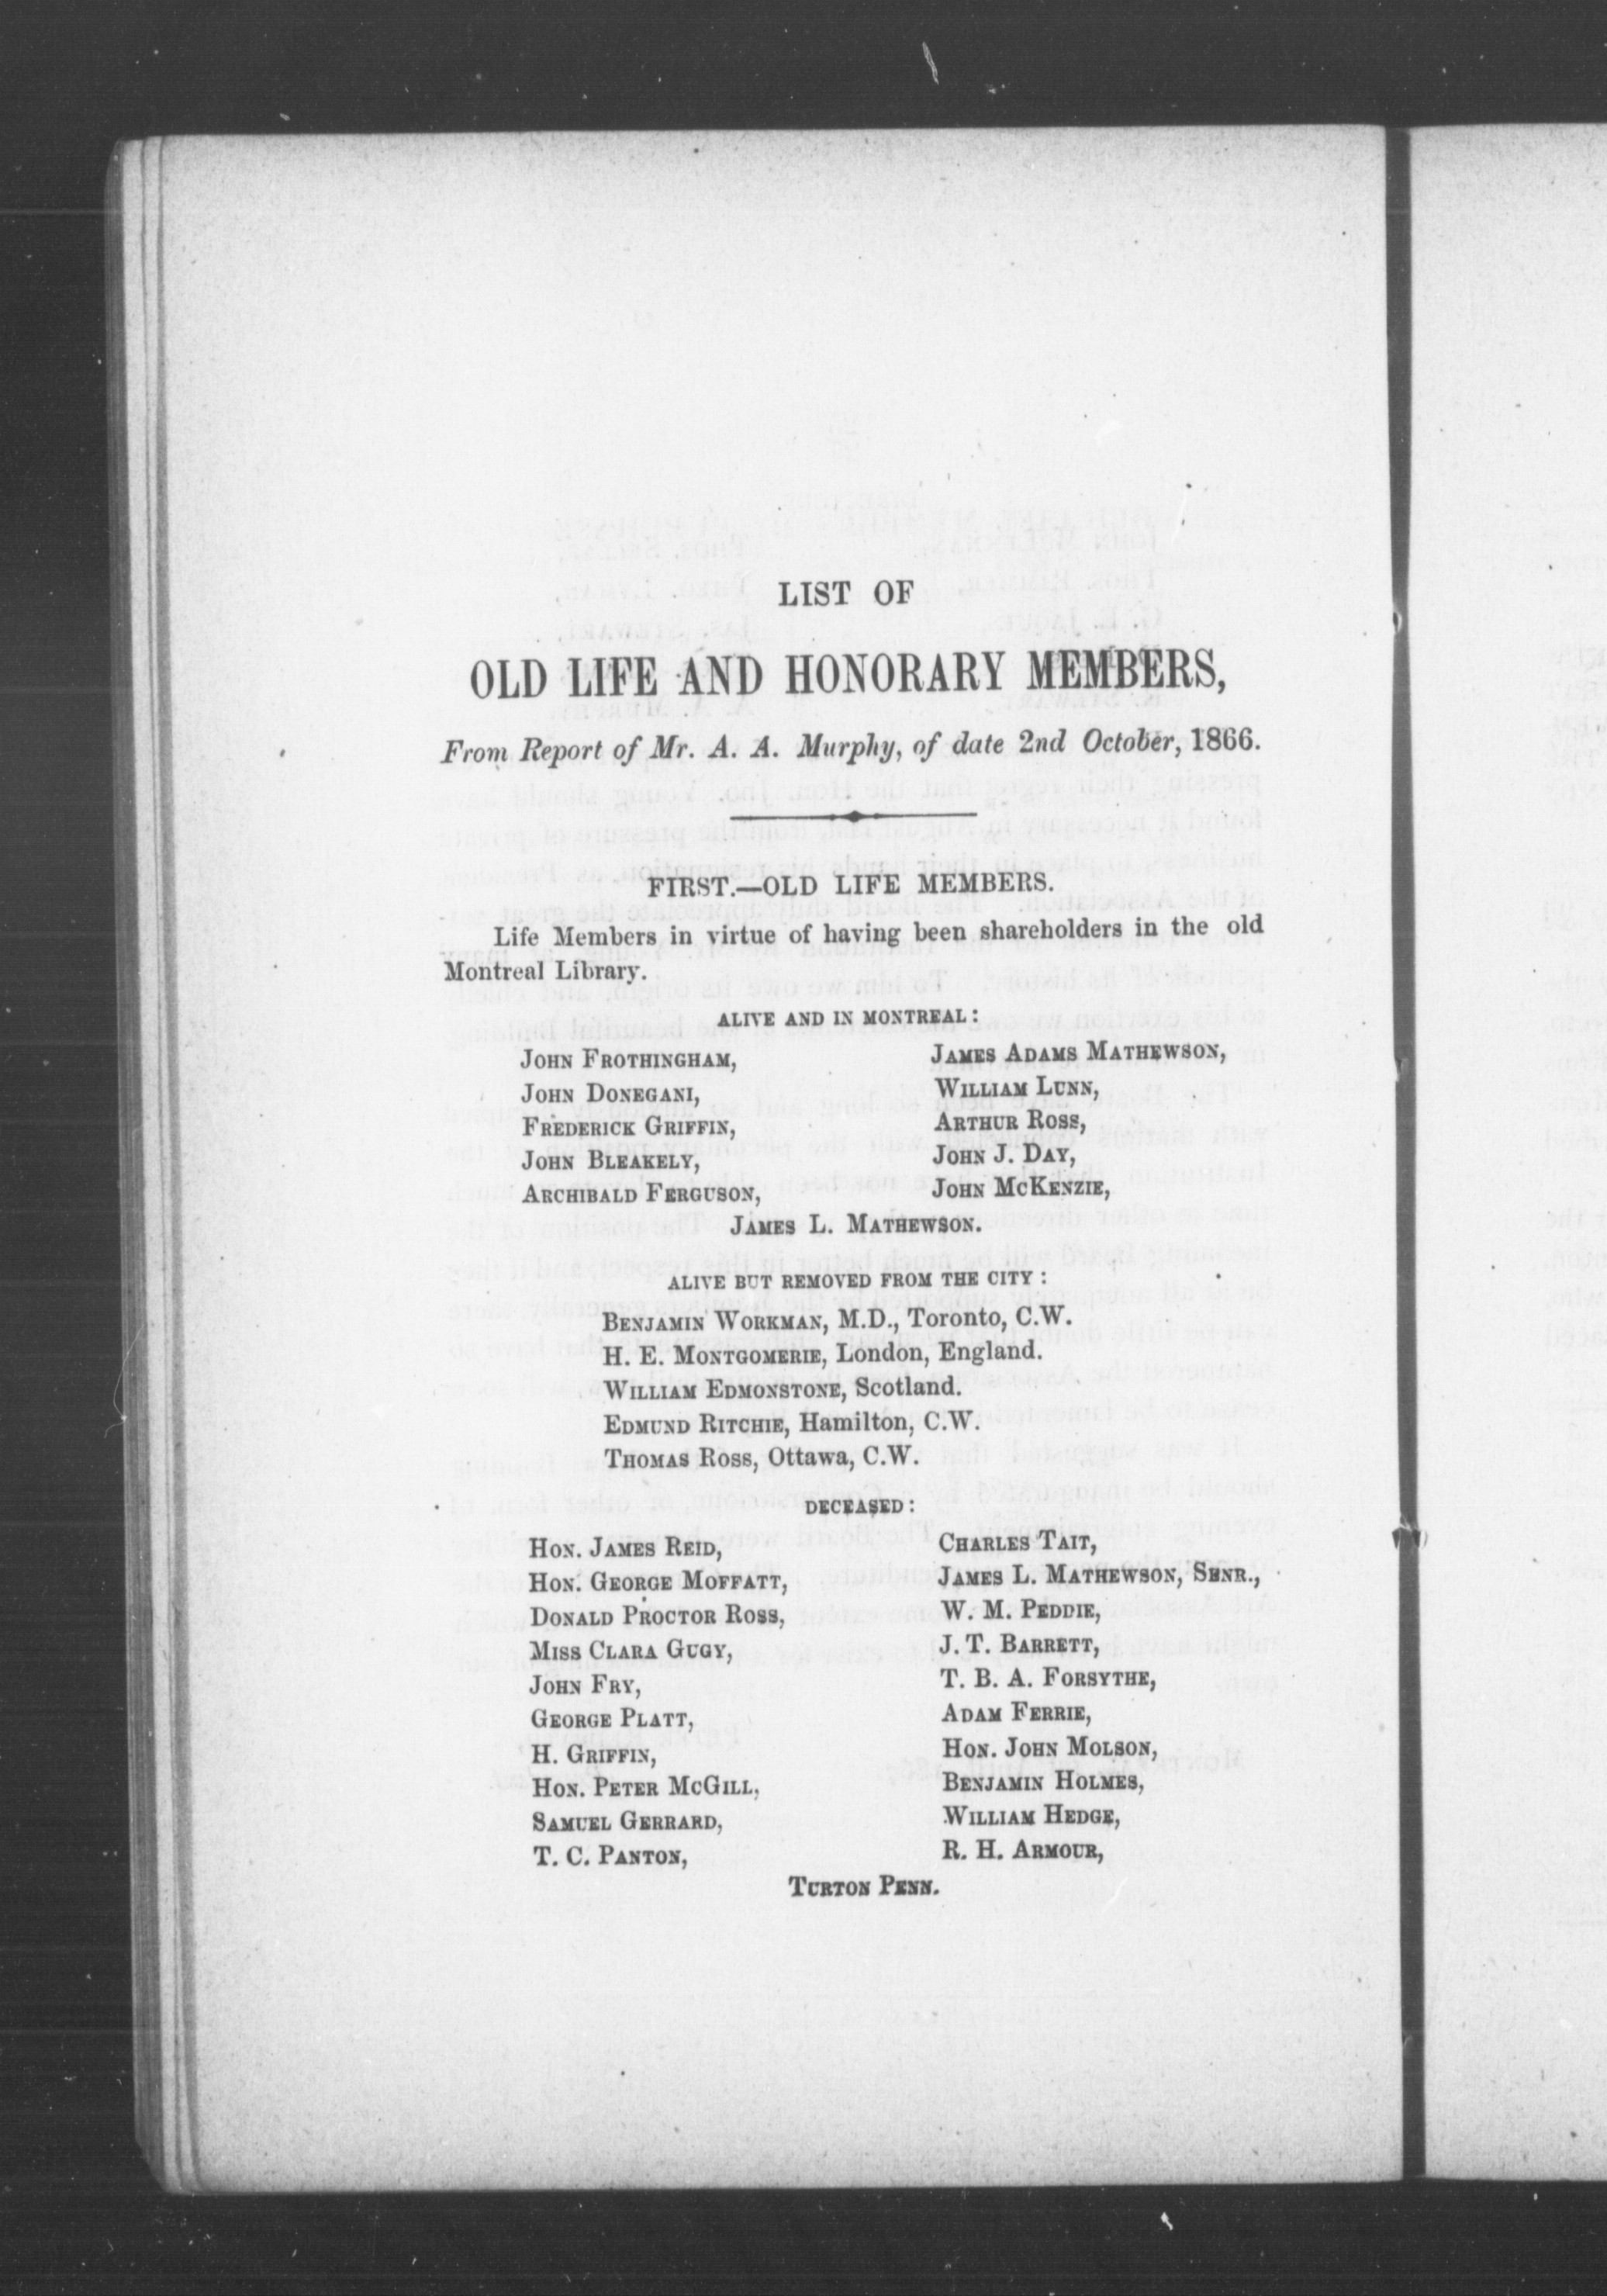 LIST OF
OLD LIFE AND HONORARY MEMBERS,
From Report of Mr. A. A. Murphy, of date 2nd October, 1866.
FIRST.—OLD LIFE MEMBERS.
Life Members in virtue of having been shareholders in the old
Montreal Library.
ALIVE AND IN MONTREAL:
JOHN FROTHINGHAM,
JOHN DONEGANI,
FREDERICK GRIFFIN,
JOHN BLEAKELY,
ARCHIBALD FERGUSON,
JAMES ADAMS MATHEWSON,
WILLIAM LUNN,
ARTHUR ROSS,
JOHN J. DAY,
JOHN MCKENZIE,
JAMES L. MATHEWSON.
ALIVE BUT REMOVED FROM THE CITY:
BENJAMIN WORKMAN, M.D., Toronto, C.W.
H. E. MONTGOMERIE, London, England.
WILLIAM EDMONSTONE, Scotland.
EDMUND RITCHIE, Hamilton, C.W.
THOMAS ROSS, Ottawa, C.W.
DECEASED:
HON. JAMES REID,
HON. GEORGE MOFFATT,
DONALD PROCTOR ROSS,
MISS CLARA GUGY,
JOHN FRY,
GEORGE PLATT,
H. GRIFFIN,
HON. PETER MCGILL,
SAMUEL GERRARD,
T. C. PANTON,
CHARLES TAIT,
JAMES L. MATHEWSON, SENR.,
W. M. PEDDIE,
J. T. BARRETT,
T. B. A. FORSYTHE,
ADAM FERRIE,
HON. JOHN MOLSON,
BENJAMIN HOLMES,
WILLIAM HEDGE,
R. H. ARMOUR,
TURTON PENN.